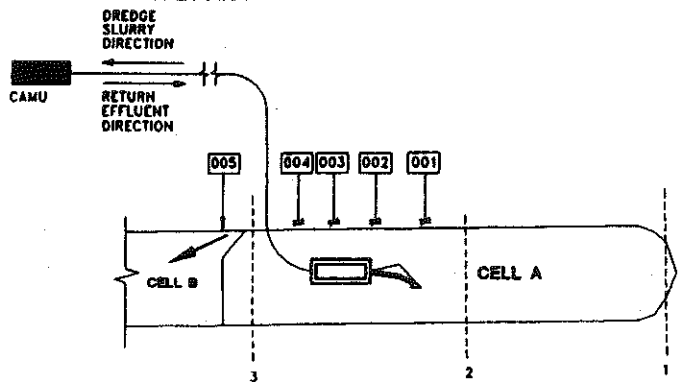 DREDGE
SLURRY
DIRECTION
CAMU
RETURN
EFFLUENT
DIRECTION
005
004
003
002
001
CELL B
CELL A
3
2
1